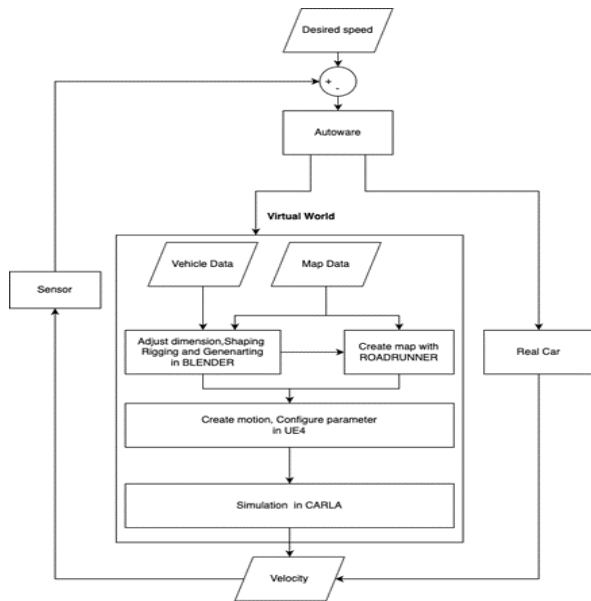 Desired speed
+
-
Autoware
Virtual World
Vehicle Data
Map Data
Sensor
Adjust dimension,Shaping
Rigging and Genenarting
in BLENDER
Create map with
ROADRUNNER
Real Car
Create motion, Configure parameter
in UE4
Simulation in CARLA
Velocity